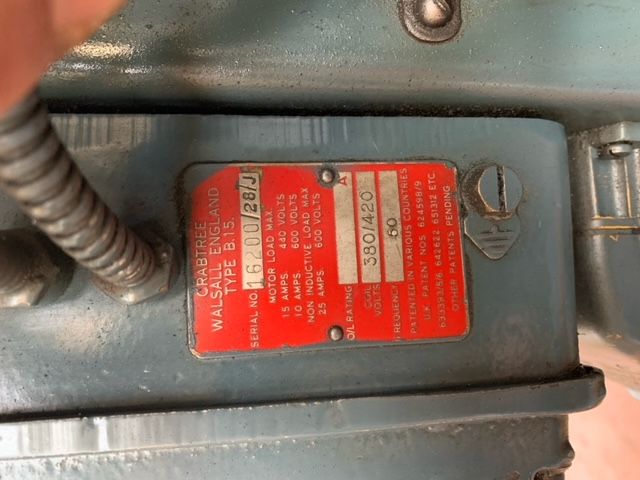 CRABTREE
WALSALL ENGLAND
TYPE B.15.
SERIAL NO. 16200/28/J
MOTOR LOAD MAX.
15 AMPS. 440 VOLTS
10 AMPS. 600 VOLTS
NON INDUCTIVE LOAD MAX
25 AMPS. 600 VOLTS
O/L RATING A
COIL VOLTS 380/420
FREQUENCY 60
PATENTED IN VARIOUS COUNTRIES
U.K. PATENT NOS. 624598/9
633393/5/6 642622 651312 ETC.
OTHER PATENTS PENDING